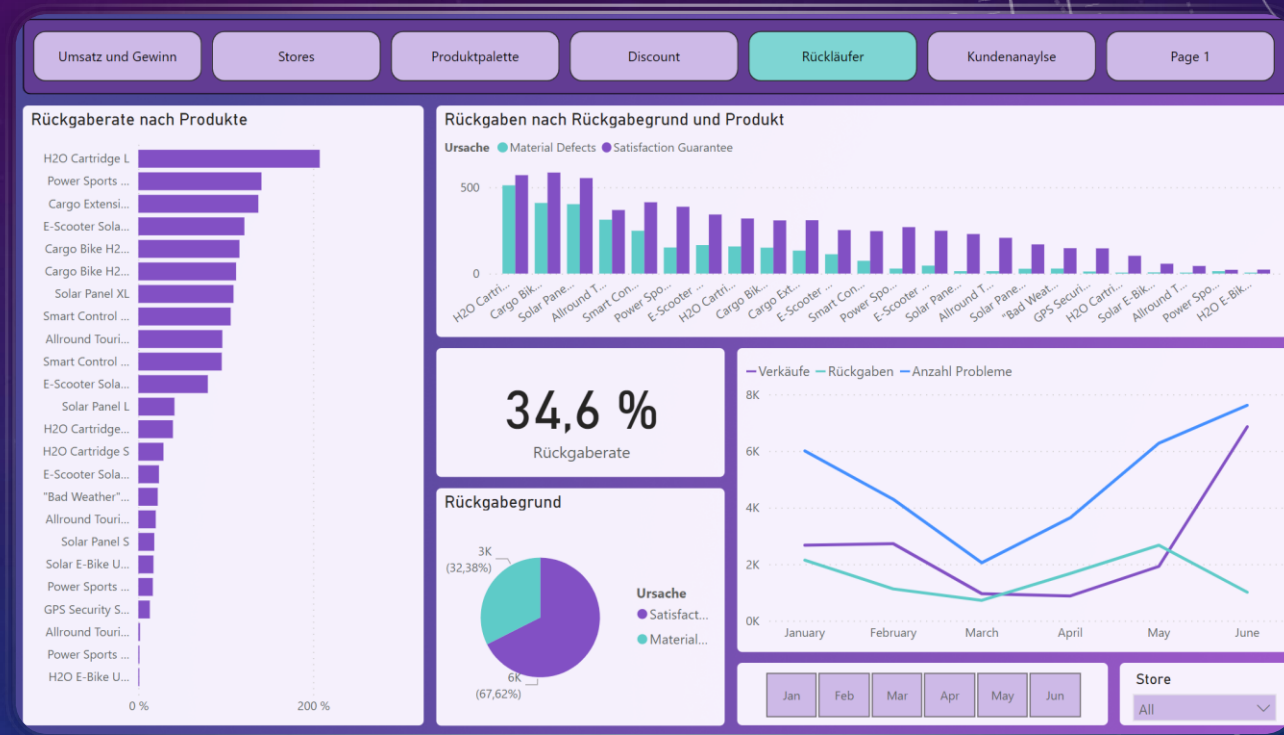 Umsatz und Gewinn
Stores
Produktpalette
Discount
Rückläufer
Kundenanaylse
Page 1
Rückgaberate nach Produkte
H2O Cartridge L
Power Sports ...
Cargo Extensi...
E-Scooter Sola...
Cargo Bike H2...
Cargo Bike H2...
Solar Panel XL
Smart Control ...
Allround Touri...
Smart Control ...
E-Scooter Sola...
Solar Panel L
H2O Cartridge...
H2O Cartridge S
E-Scooter Sola...
"Bad Weather"...
Allround Touri...
Solar Panel S
Solar E-Bike U...
Power Sports ...
GPS Security S...
Allround Touri...
Power Sports ...
H2O E-Bike U...
0 %
200 %
Rückgaben nach Rückgabegrund und Produkt
Ursache Material Defects Satisfaction Guarantee
500
0
H2O Cartri...
Cargo Bik...
Solar Pane...
Allround T...
Smart Con...
Power Spo...
E-Scooter ...
H2O Cartri...
Cargo Bik...
Cargo Ext...
E-Scooter ...
Smart Con...
Power Spo...
E-Scooter ...
Solar Pane...
Allround T...
Solar Pane...
"Bad Weat...
GPS Securi...
H2O Cartri...
Solar E-Bik...
Allround T...
Power Spo...
H2O E-Bik...
34,6 %
Rückgaberate
Rückgabegrund
3K
(32,38%)
6K
(67,62%)
Ursache
Satisfact...
Material...
Verkäufe Rückgaben Anzahl Probleme
8K
6K
4K
2K
0K
January February March April May June
Jan Feb Mar Apr May Jun
Store
All